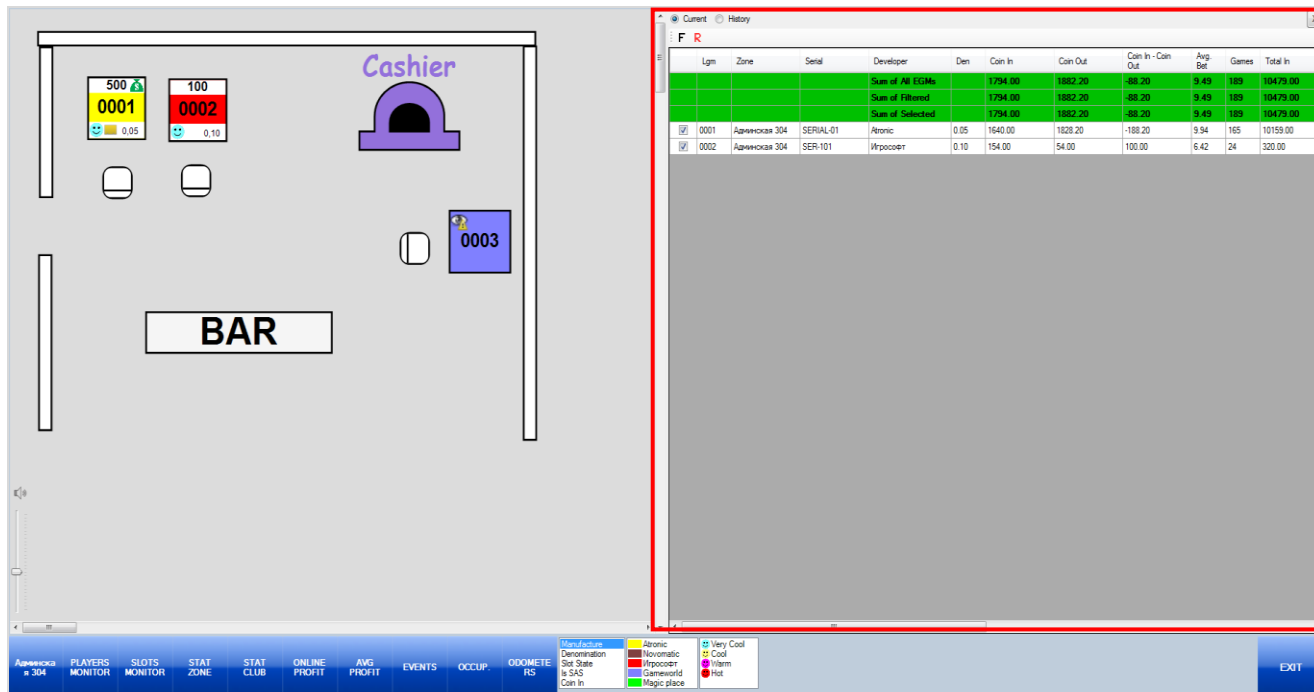 Cashier
500
0001
0,05
100
0002
0,10
0003
BAR
Current History
F R
Lgm Zone Serial Developer Den Coin In Coin Out Coin In - Coin Out Avg. Bet Games Total In
Sum of All EGMs 1794.00 1882.20 -88.20 9.49 189 10479.00
Sum of Filtered 1794.00 1882.20 -88.20 9.49 189 10479.00
Sum of Selected 1794.00 1882.20 -88.20 9.49 189 10479.00
0001 Админская 304 SERIAL-01 Atronic 0.05 1640.00 1828.20 -188.20 9.94 165 10159.00
0002 Админская 304 SER-101 Игрософт 0.10 154.00 54.00 100.00 6.42 24 320.00
Админска
я 304
PLAYERS
MONITOR
SLOTS
MONITOR
STAT
ZONE
STAT
CLUB
ONLINE
PROFIT
AVG
PROFIT
EVENTS
OCCUP.
ODOMETE
RS
Manufacture
Denomination
Slot State
Is SAS
Coin In
Atronic
Novomatic
Игрософт
Gameworld
Magic place
Very Cool
Cool
Warm
Hot
EXIT